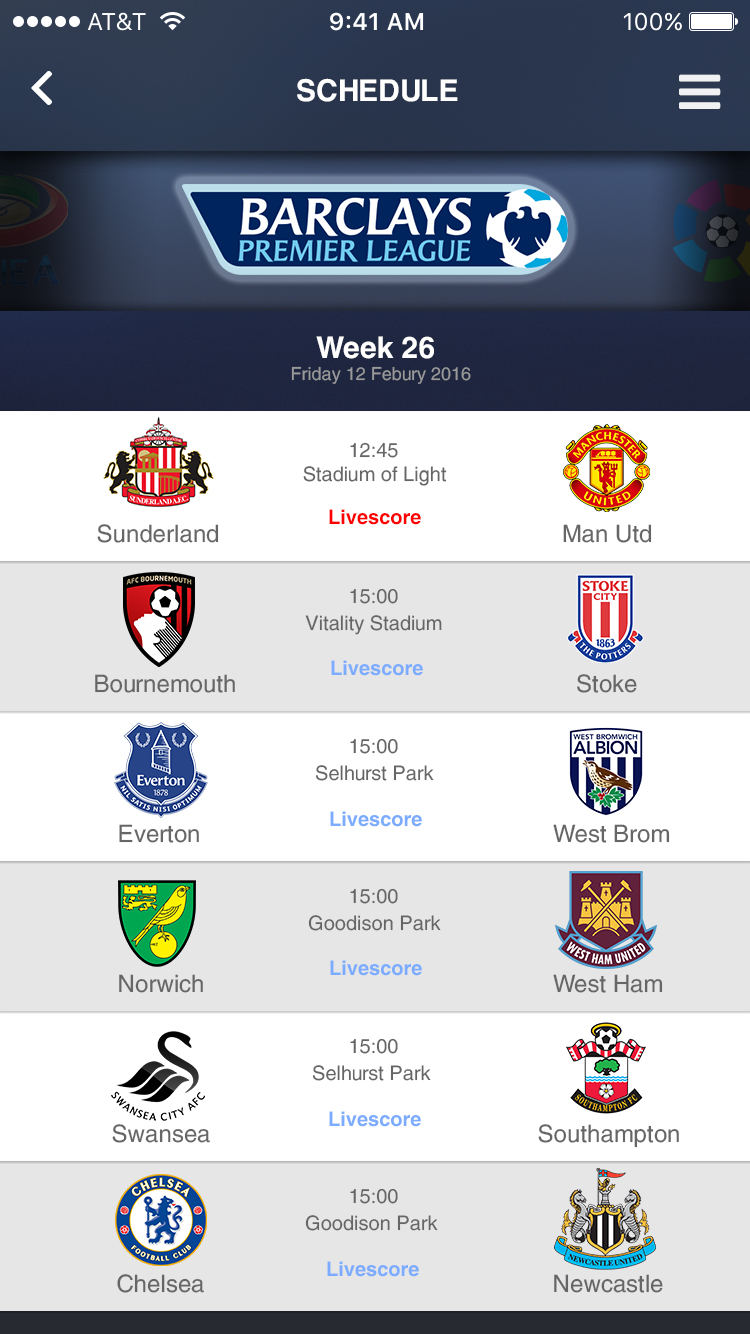 AT&T 9:41 AM 100%
SCHEDULE
BARCLAYS
PREMIER LEAGUE
Week 26
Friday 12 Febury 2016
SUNDERLAND A.F.C.
Sunderland
12:45
Stadium of Light
Livescore
MANCHESTER
UNITED
Man Utd
AFC BOURNEMOUTH
Bournemouth
15:00
Vitality Stadium
Livescore
STOKE
CITY
1863
THE POTTERS
Stoke
Everton
1878
NIL SATIS NISI OPTIMUM
Everton
15:00
Selhurst Park
Livescore
WEST BROMWICH
ALBION
West Brom
Norwich
15:00
Goodison Park
Livescore
WEST HAM UNITED
West Ham
SWANSEA CITY AFC
Swansea
15:00
Selhurst Park
Livescore
SOUTHAMPTON FC
Southampton
CHELSEA
FOOTBALL CLUB
Chelsea
15:00
Goodison Park
Livescore
NEWCASTLE UNITED
Newcastle